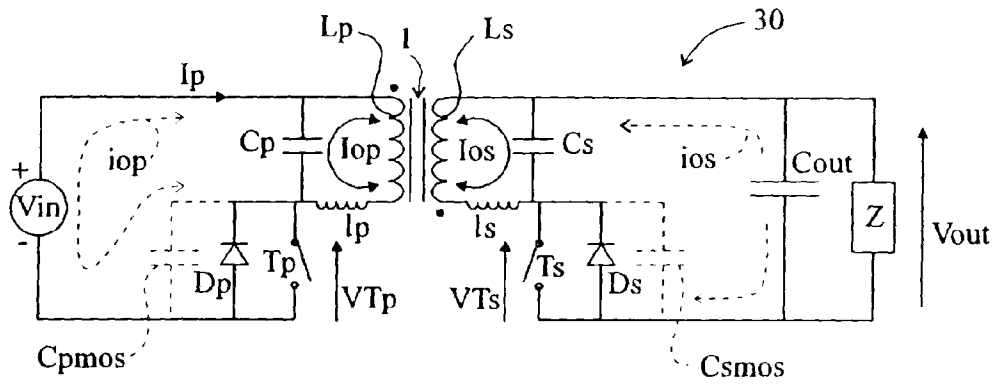 30
Lp
1
Ls
Ip
iop
Cp
Iop
Ios
Cs
ios
Cout
+
Vin
-
lp
ls
Z
Vout
Dp
Tp
VTp
VTs
Ts
Ds
Cpmos
Csmos